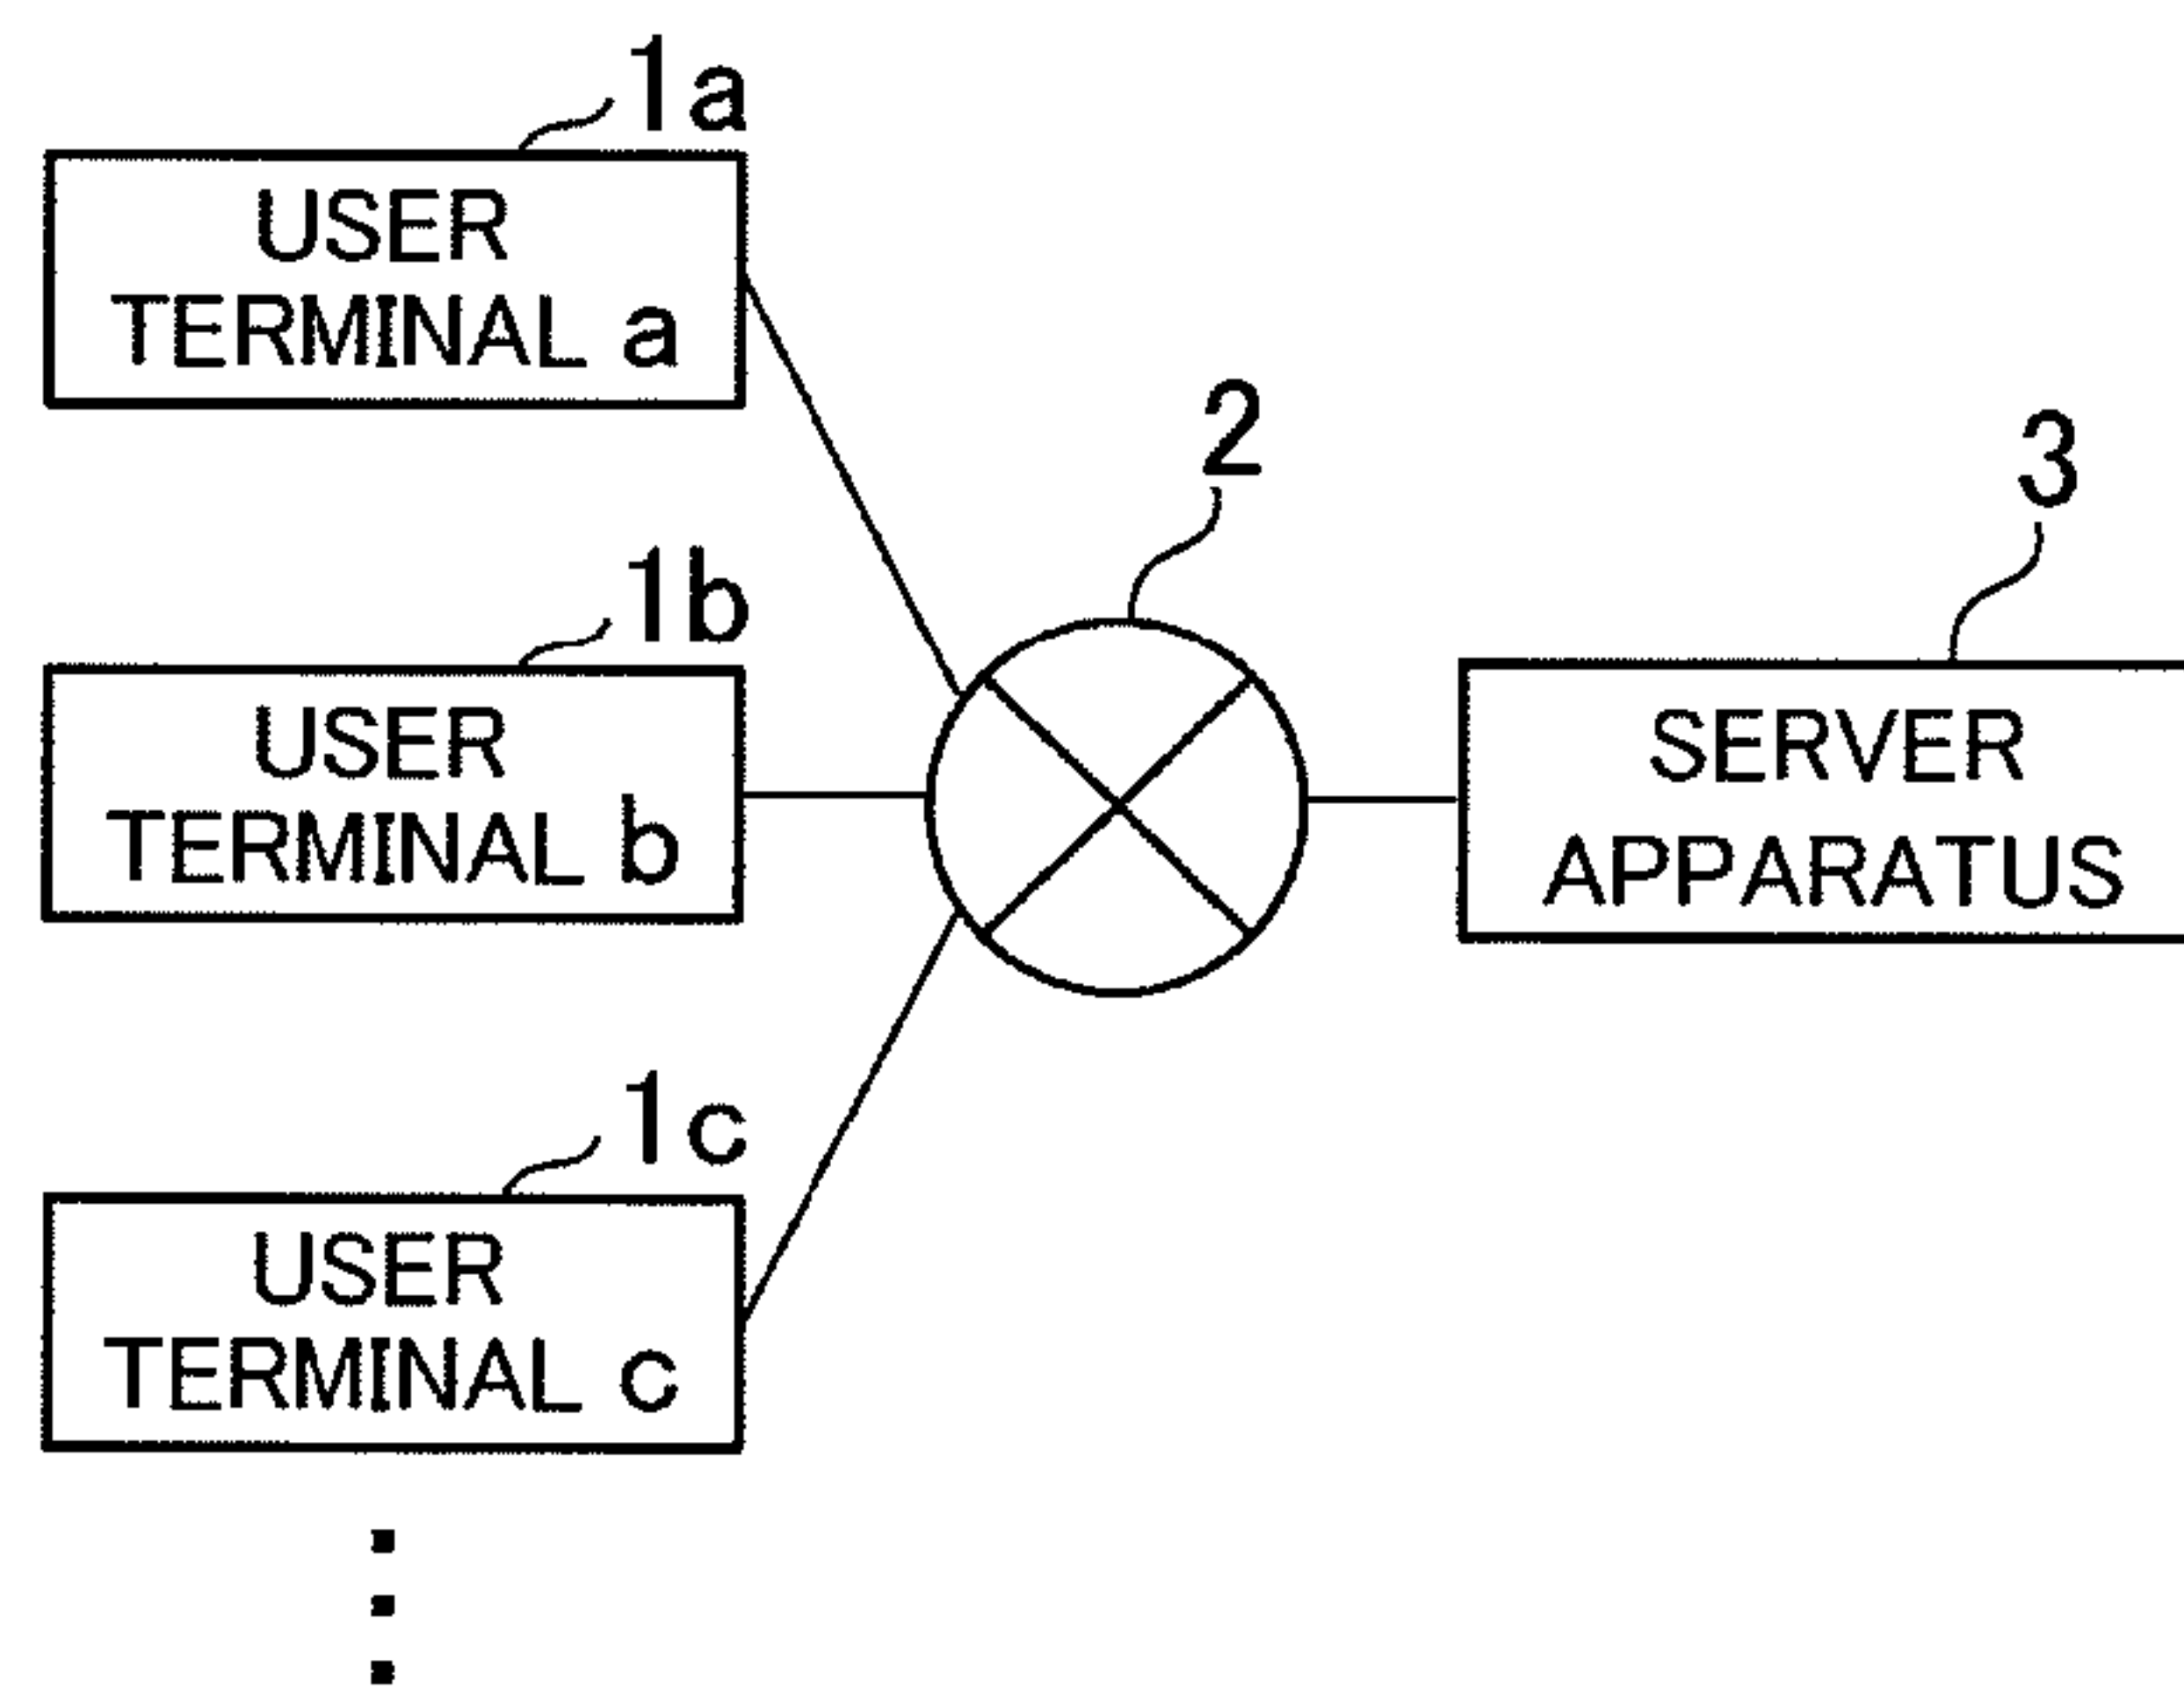 1a
USER
TERMINAL a
2
3
1b
USER
TERMINAL b
SERVER
APPARATUS
1c
USER
TERMINAL c